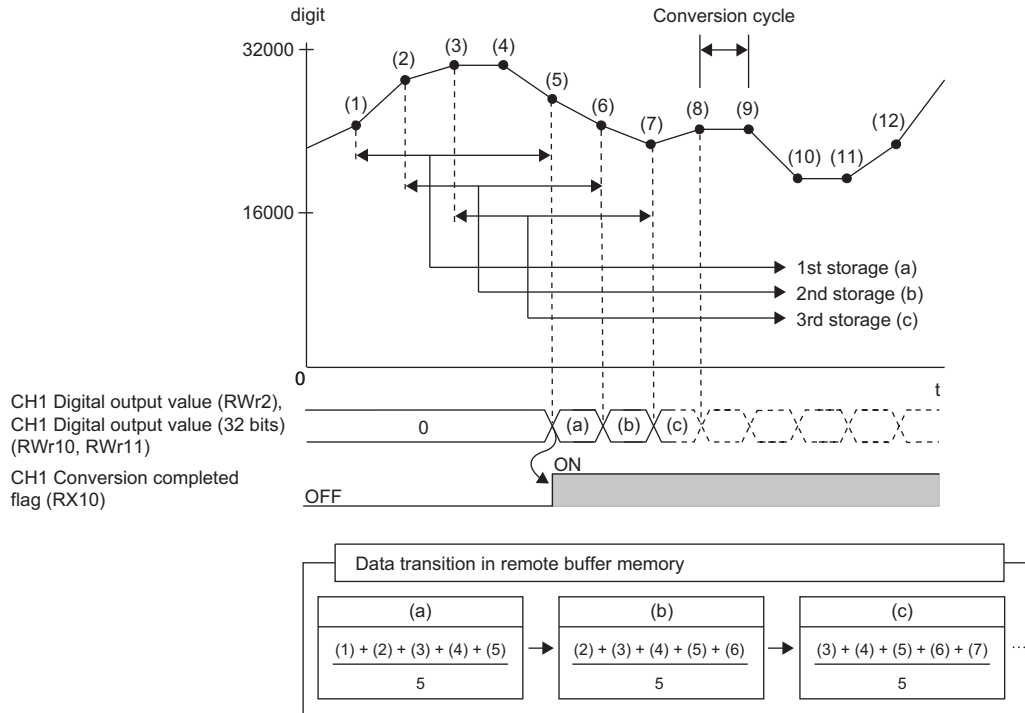 digit
Conversion cycle
32000
(1)
(2)
(3)
(4)
(5)
(6)
(7)
(8)
(9)
(10)
(11)
(12)
16000
1st storage (a)
2nd storage (b)
3rd storage (c)
0
t
CH1 Digital output value (RWr2),
CH1 Digital output value (32 bits)
(RWr10, RWr11)
0
(a)
(b)
(c)
CH1 Conversion completed
flag (RX10)
OFF
ON
Data transition in remote buffer memory
(a)
(1) + (2) + (3) + (4) + (5)
5
(b)
(2) + (3) + (4) + (5) + (6)
5
(c)
(3) + (4) + (5) + (6) + (7)
5
...